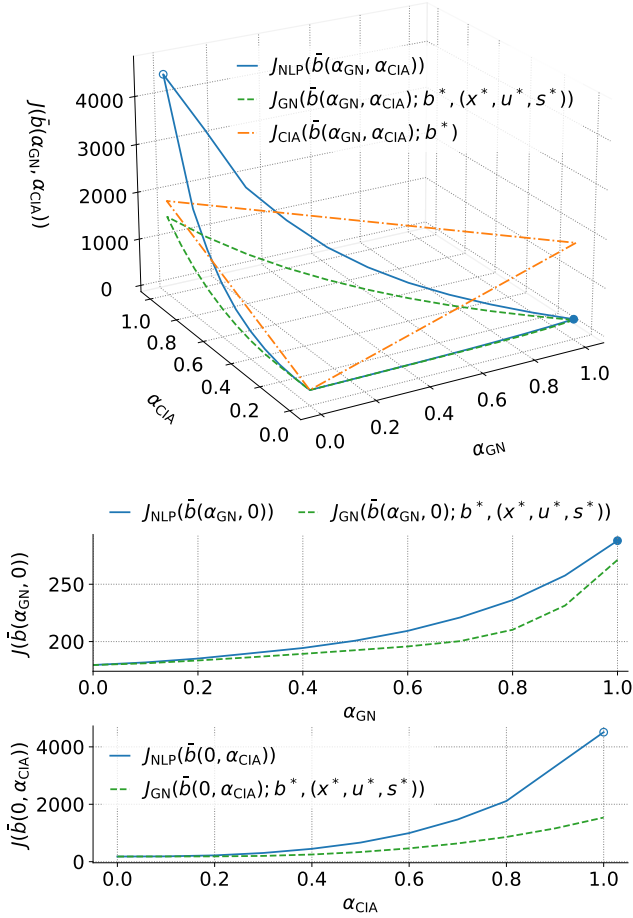 J_NLP(b̄(α_GN, α_CIA))
J_GN(b̄(α_GN, α_CIA); b*, (x*, u*, s*))
J_CIA(b̄(α_GN, α_CIA); b*)
J(b̄(α_GN, α_CIA))
4000
3000
2000
1000
0
1.0
0.8
0.6
0.4
0.2
0.0
α_CIA
0.0
0.2
0.4
0.6
0.8
1.0
α_GN
J_NLP(b̄(α_GN, 0))
J_GN(b̄(α_GN, 0); b*, (x*, u*, s*))
J(b̄(α_GN, 0))
250
200
0.0 0.2 0.4 0.6 0.8 1.0
α_GN
J_NLP(b̄(0, α_CIA))
J_GN(b̄(0, α_CIA); b*, (x*, u*, s*))
J(b̄(0, α_CIA))
4000
2000
0
0.0 0.2 0.4 0.6 0.8 1.0
α_CIA